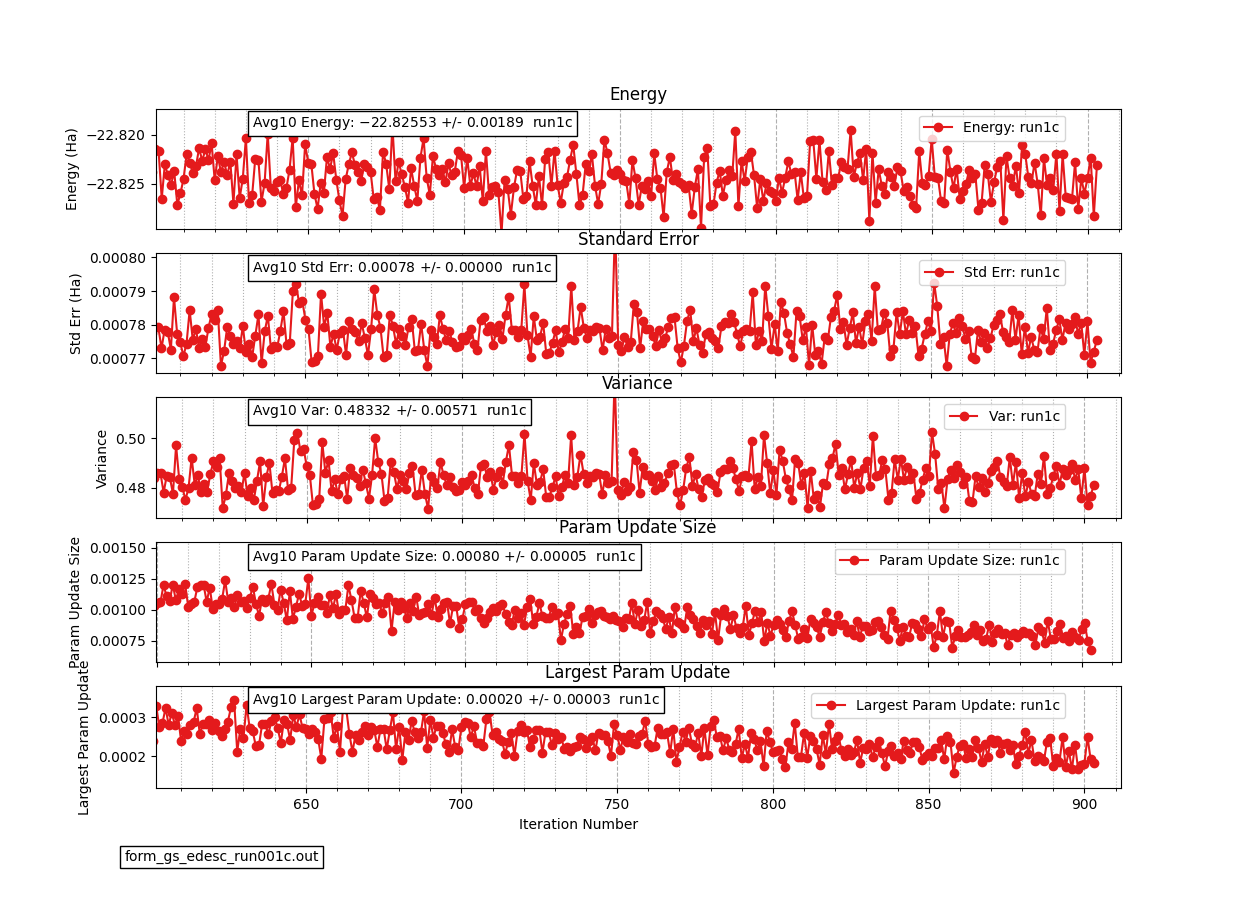 Energy
Energy (Ha)
−22.820
−22.825
Avg10 Energy: −22.82553 +/- 0.00189  run1c
Energy: run1c
Standard Error
Std Err (Ha)
0.00080
0.00079
0.00078
0.00077
Avg10 Std Err: 0.00078 +/- 0.00000  run1c
Std Err: run1c
Variance
Variance
0.50
0.48
Avg10 Var: 0.48332 +/- 0.00571  run1c
Var: run1c
Param Update Size
Param Update Size
0.00150
0.00125
0.00100
0.00075
Avg10 Param Update Size: 0.00080 +/- 0.00005  run1c
Param Update Size: run1c
Largest Param Update
Largest Param Update
0.0003
0.0002
Avg10 Largest Param Update: 0.00020 +/- 0.00003  run1c
Largest Param Update: run1c
650 700 750 800 850 900
Iteration Number
form_gs_edesc_run001c.out